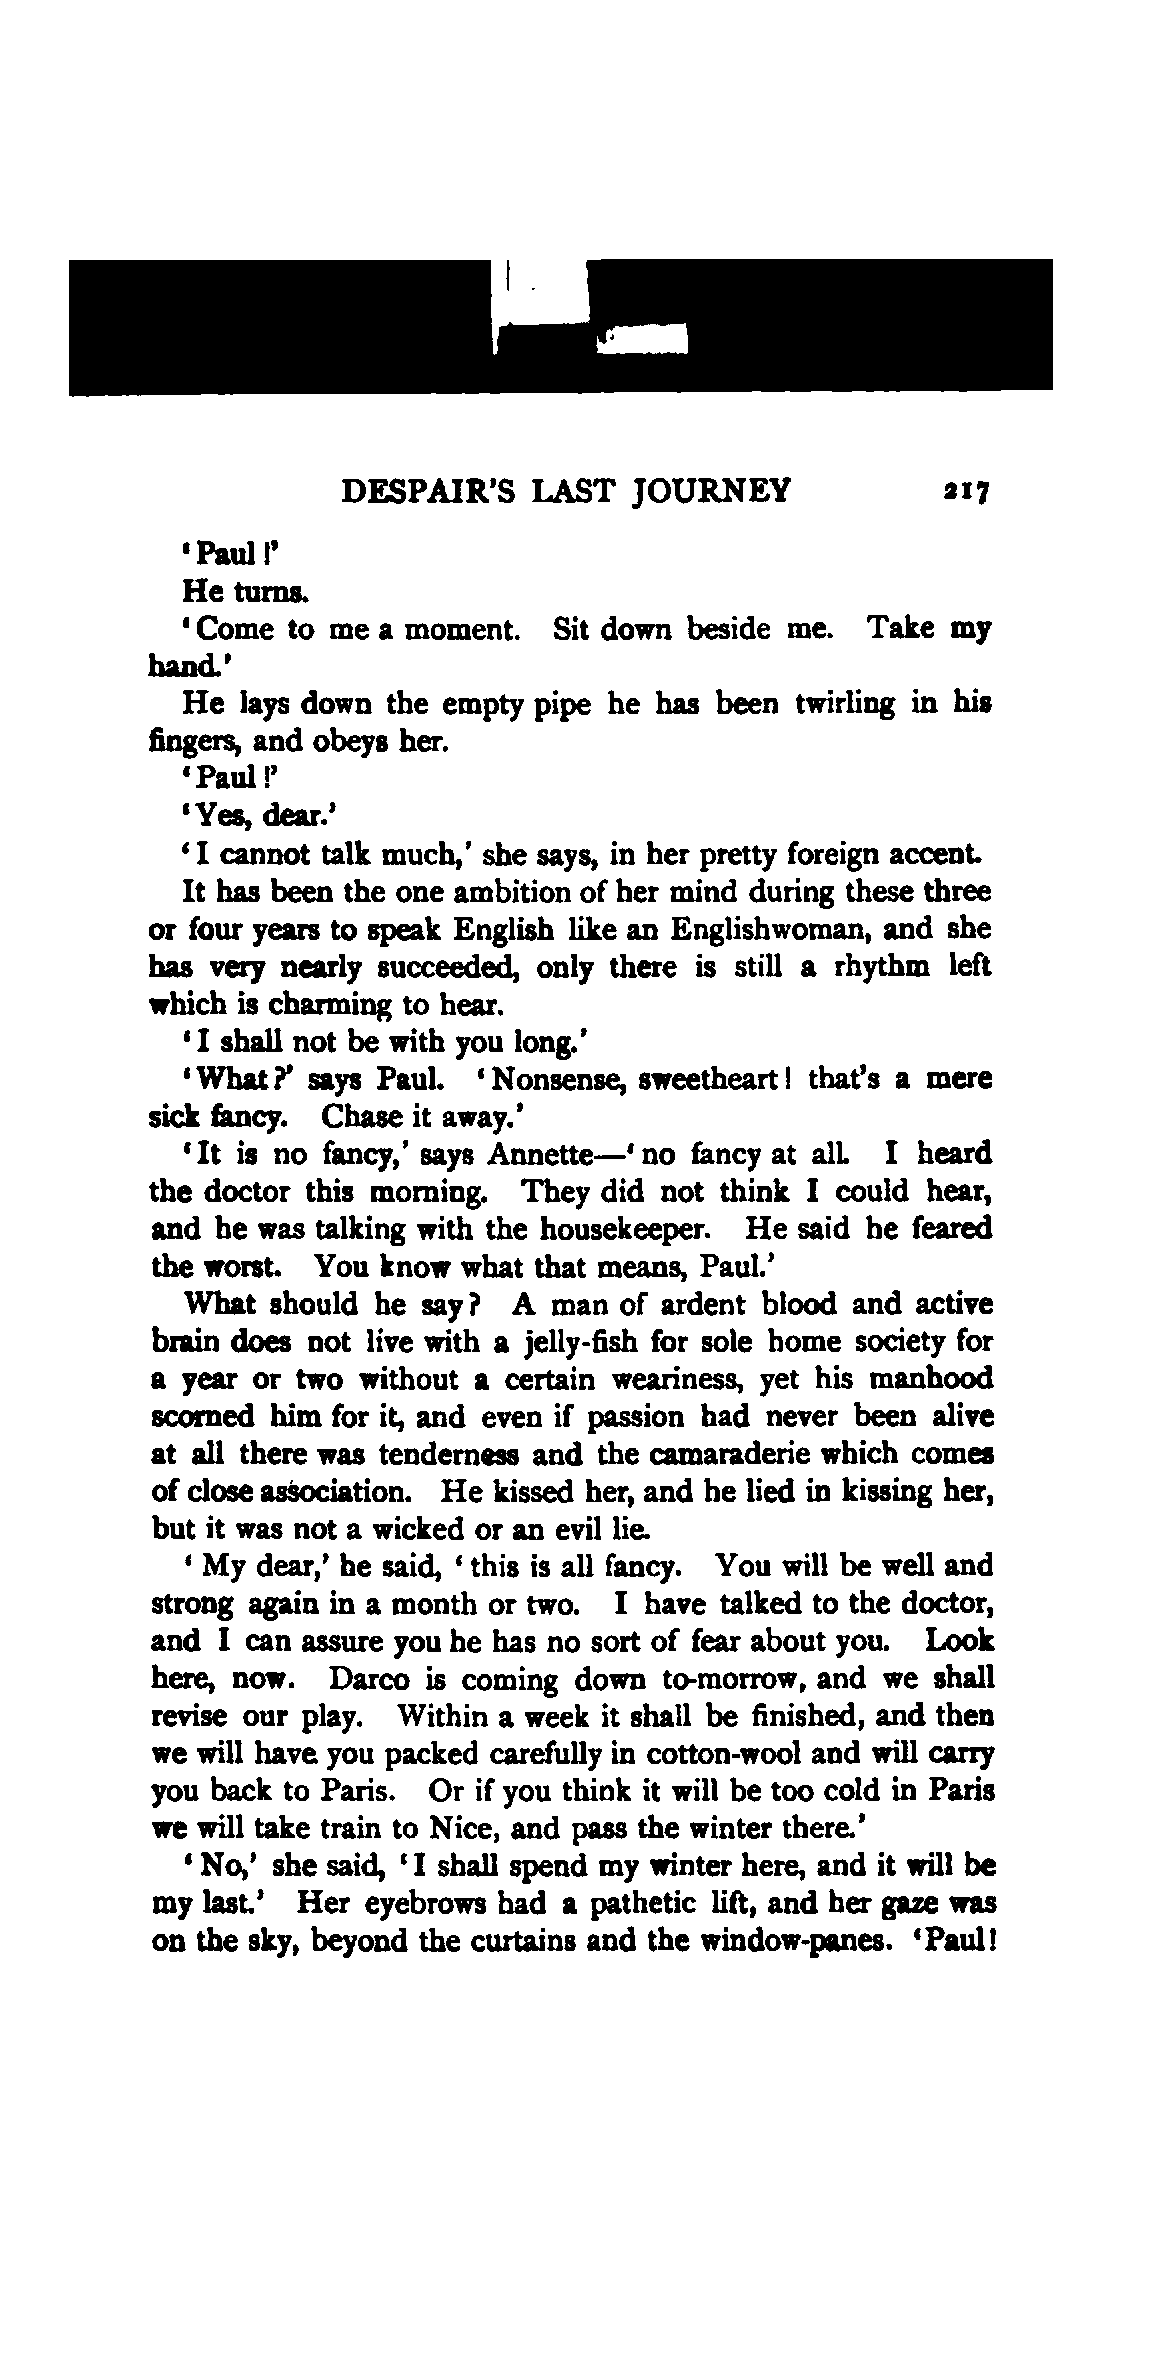 DESPAIR'S LAST JOURNEY 217
‘Paul!’
He turns.
‘Come to me a moment. Sit down beside me. Take my
hand.’
He lays down the empty pipe he has been twirling in his
fingers, and obeys her.
‘Paul!’
‘Yes, dear.’
‘I cannot talk much,’ she says, in her pretty foreign accent.
It has been the one ambition of her mind during these three
or four years to speak English like an Englishwoman, and she
has very nearly succeeded, only there is still a rhythm left
which is charming to hear.
‘I shall not be with you long.’
‘What?’ says Paul. ‘Nonsense, sweetheart! that's a mere
sick fancy. Chase it away.’
‘It is no fancy,’ says Annette—‘no fancy at all. I heard
the doctor this morning. They did not think I could hear,
and he was talking with the housekeeper. He said he feared
the worst. You know what that means, Paul.’
What should he say? A man of ardent blood and active
brain does not live with a jelly-fish for sole home society for
a year or two without a certain weariness, yet his manhood
scorned him for it, and even if passion had never been alive
at all there was tenderness and the camaraderie which comes
of close association. He kissed her, and he lied in kissing her,
but it was not a wicked or an evil lie.
‘My dear,’ he said, ‘this is all fancy. You will be well and
strong again in a month or two. I have talked to the doctor,
and I can assure you he has no sort of fear about you. Look
here, now. Darco is coming down to-morrow, and we shall
revise our play. Within a week it shall be finished, and then
we will have you packed carefully in cotton-wool and will carry
you back to Paris. Or if you think it will be too cold in Paris
we will take train to Nice, and pass the winter there.’
‘No,’ she said, ‘I shall spend my winter here, and it will be
my last.’ Her eyebrows had a pathetic lift, and her gaze was
on the sky, beyond the curtains and the window-panes. ‘Paul!